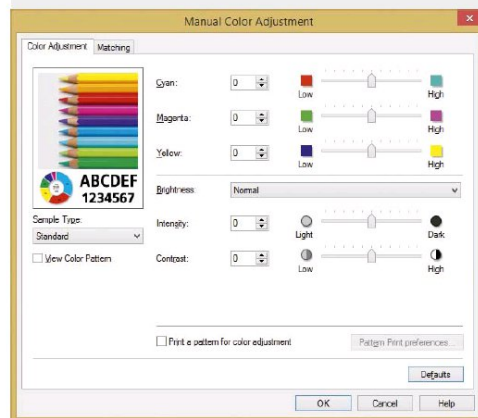 Manual Color Adjustment
x
Color Adjustment Matching
Cyan: 0
Low High
Magenta: 0
Low High
Yellow: 0
Low High
ABCDEF
1234567
Brightness: Normal
Sample Type:
Standard
Intensity: 0
Light Dark
View Color Pattern
Contrast: 0
Low High
Print a pattern for color adjustment Pattern Print preferences...
Defaults
OK Cancel Help